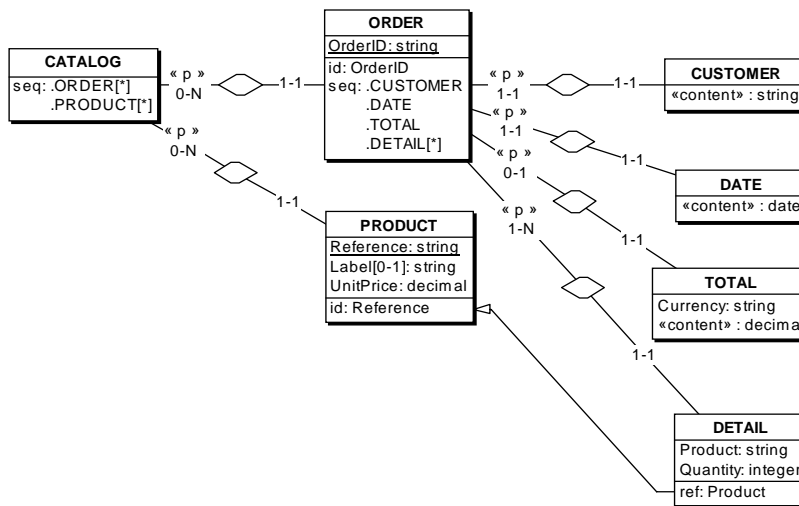 CATALOG
seq: .ORDER[*]
.PRODUCT[*]
« p »
0-N
1-1
« p »
0-N
1-1
ORDER
OrderID: string
id: OrderID
seq: .CUSTOMER
.DATE
.TOTAL
.DETAIL[*]
« p »
1-1
1-1
« p »
1-1
1-1
« p »
0-1
1-1
« p »
1-N
1-1
CUSTOMER
«content» : string
DATE
«content» : date
TOTAL
Currency: string
«content» : decima
PRODUCT
Reference: string
Label[0-1]: string
UnitPrice: decimal
id: Reference
DETAIL
Product: string
Quantity: integer
ref: Product